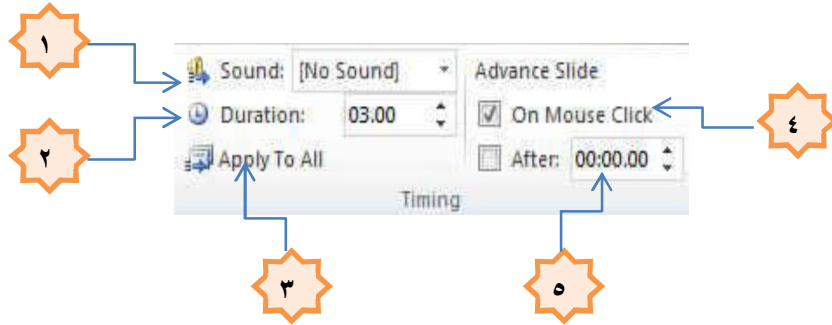 ١
Sound: [No Sound]
Advance Slide
٢
Duration: 03.00
On Mouse Click
٤
Apply To All
After: 00:00.00
Timing
٣
٥